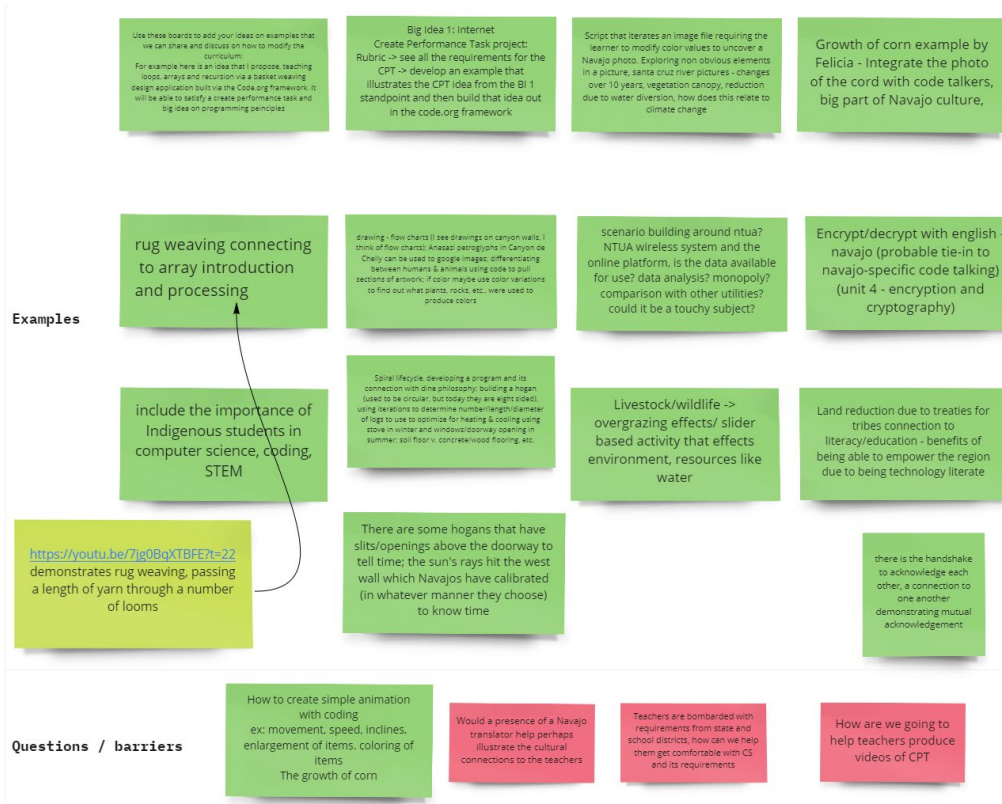 Use these boards to add your ideas on examples that
we can share and discuss on how to modify the
curriculum:
For example here is an idea that I propose, teaching
loops, arrays and recursion via a basket weaving
design application built via the Code.org framework. It
will be able to satisfy a create performance task and
big idea on programming peinciples
Big Idea 1: Internet
Create Performance Task project:
Rubric -> see all the requirements for the
CPT -> develop an example that
illustrates the CPT idea from the BI 1
standpoint and then build that idea out
in the code.org framework
Script that iterates an image file requiring the
learner to modify color values to uncover a
Navajo photo. Exploring non obvious elements
in a picture, santa cruz river pictures - changes
over 10 years, vegetation canopy, reduction
due to water diversion, how does this relate to
climate change
Growth of corn example by
Felicia - Integrate the photo
of the cord with code talkers,
big part of Navajo culture,
Examples
rug weaving connecting
to array introduction
and processing
drawing - flow charts (I see drawings on canyon walls, I
think of flow charts); Anasazi petroglyphs in Canyon de
Chelly can be used to google images: differentiating
between humans & animals using code to pull
sections of artwork; if color maybe use color variations
to find out what plants, rocks, etc., were used to
produce colors
scenario building around ntua?
NTUA wireless system and the
online platform, is the data available
for use? data analysis? monopoly?
comparison with other utilities?
could it be a touchy subject?
Encrypt/decrypt with english -
navajo (probable tie-in to
navajo-specific code talking)
(unit 4 - encryption and
cryptography)
include the importance of
Indigenous students in
computer science, coding,
STEM
Spiral lifecycle, developing a program and its
connection with dine philosophy: building a hogan
(used to be circular, but today they are eight sided),
using iterations to determine number/length/diameter
of logs to use to optimize for heating & cooling using
stove in winter and windows/doorway opening in
summer; soil floor v. concrete/wood flooring, etc.
Livestock/wildlife ->
overgrazing effects/ slider
based activity that effects
environment, resources like
water
Land reduction due to treaties for
tribes connection to
literacy/education - benefits of
being able to empower the region
due to being technology literate
https://youtu.be/7jg0BqXTBFE?t=22
demonstrates rug weaving, passing
a length of yarn through a number
of looms
There are some hogans that have
slits/openings above the doorway to
tell time; the sun's rays hit the west
wall which Navajos have calibrated
(in whatever manner they choose)
to know time
there is the handshake
to acknowledge each
other, a connection to
one another
demonstrating mutual
acknowledgement
Questions / barriers
How to create simple animation
with coding
ex: movement, speed, inclines,
enlargement of items. coloring of
items
The growth of corn
Would a presence of a Navajo
translator help perhaps
illustrate the cultural
connections to the teachers
Teachers are bombarded with
requirements from state and
school districts, how can we help
them get comfortable with CS
and its requirements
How are we going to
help teachers produce
videos of CPT